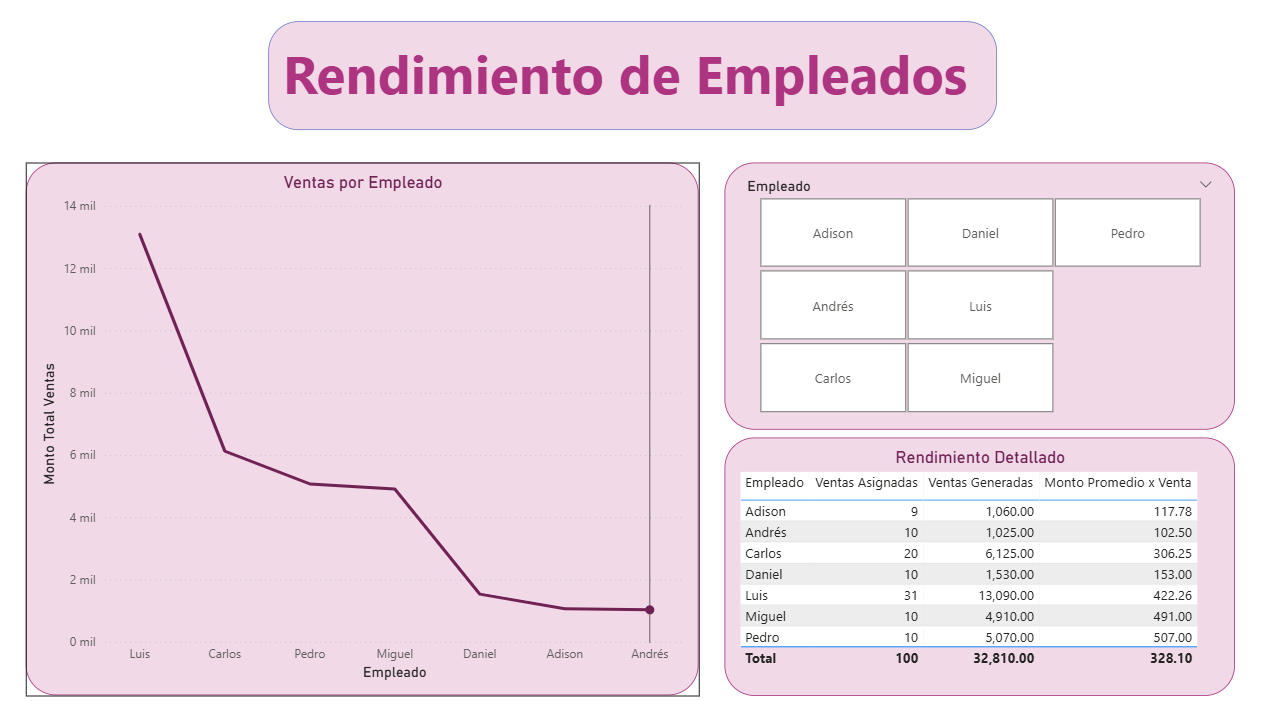 Rendimiento de Empleados
Ventas por Empleado
14 mil
12 mil
10 mil
8 mil
6 mil
4 mil
2 mil
0 mil
Monto Total Ventas
Luis Carlos Pedro Miguel Daniel Adison Andrés
Empleado
Empleado
Adison Daniel Pedro
Andrés Luis
Carlos Miguel
Rendimiento Detallado
Empleado Ventas Asignadas Ventas Generadas Monto Promedio x Venta
Adison 9 1,060.00 117.78
Andrés 10 1,025.00 102.50
Carlos 20 6,125.00 306.25
Daniel 10 1,530.00 153.00
Luis 31 13,090.00 422.26
Miguel 10 4,910.00 491.00
Pedro 10 5,070.00 507.00
Total 100 32,810.00 328.10